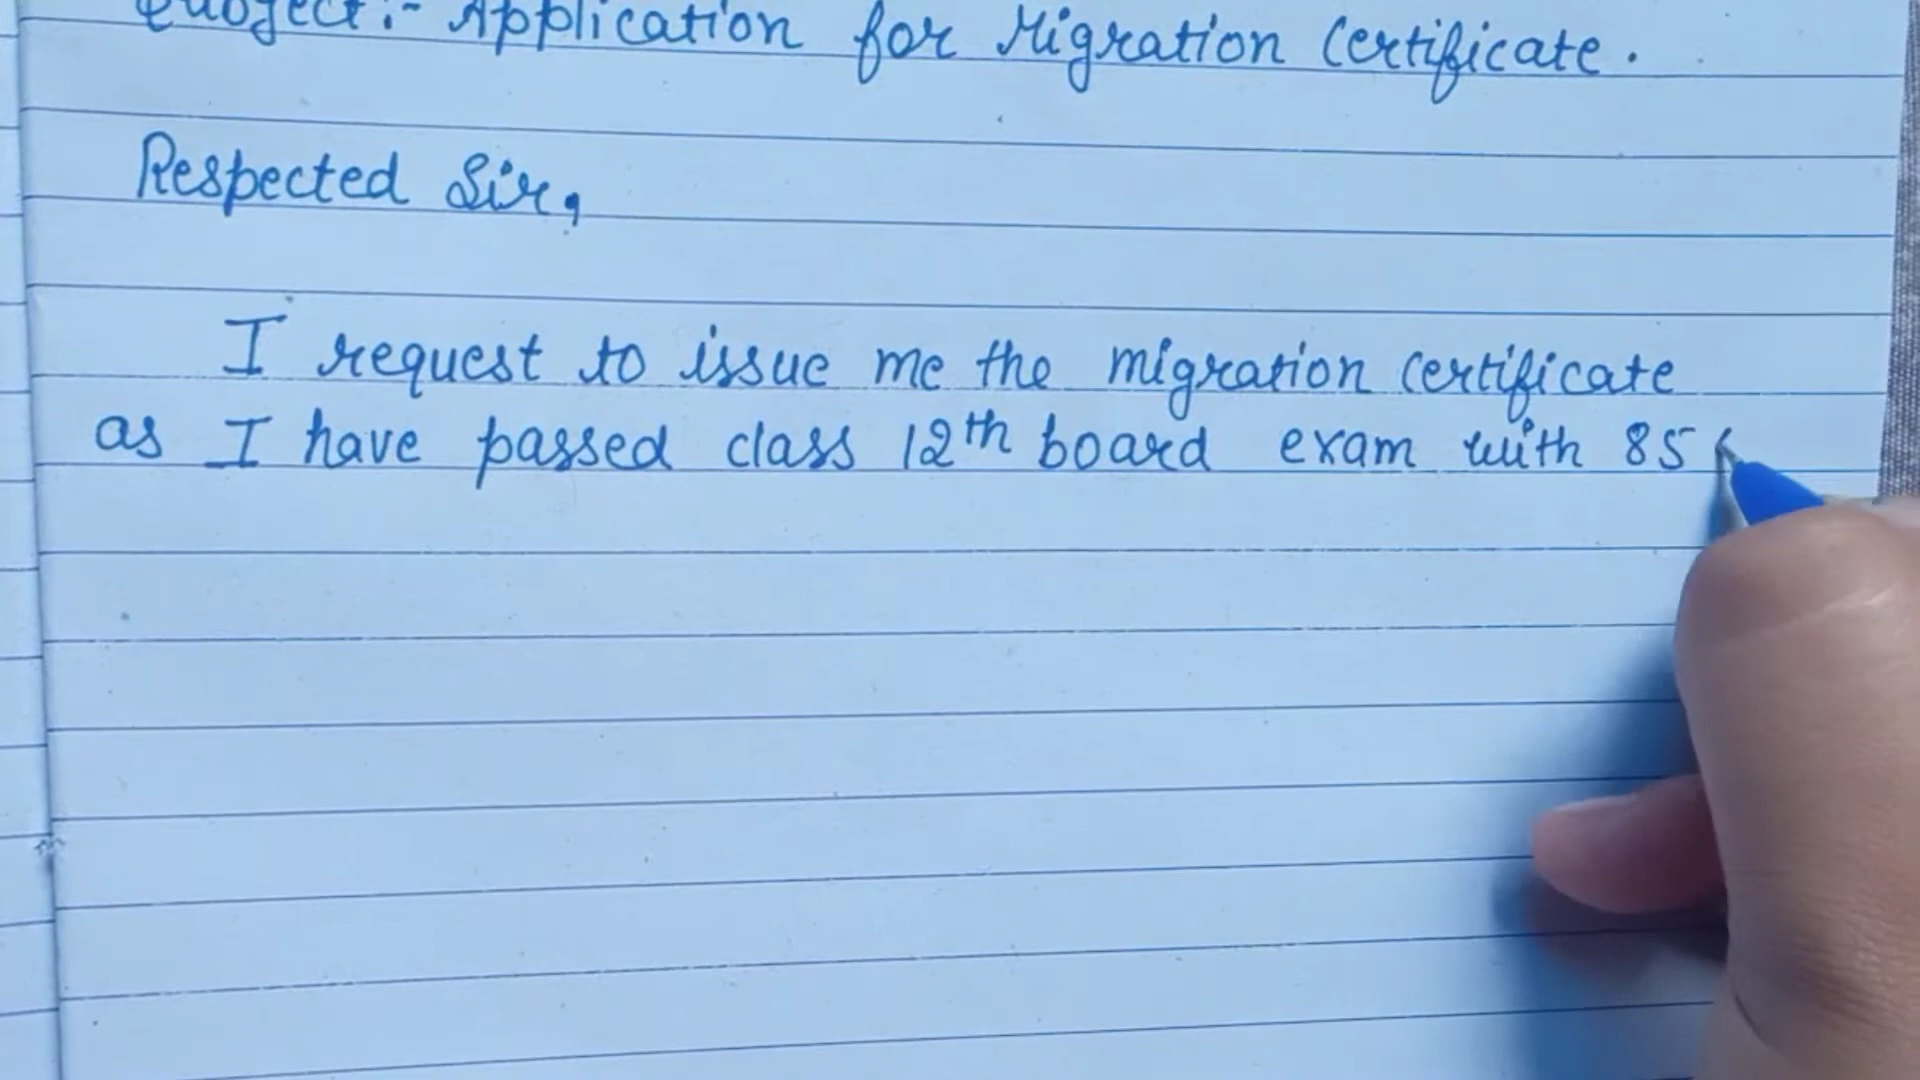 Subject :- Application for Migration Certificate.
Respected Sir,
I request to issue me the migration certificate
as I have passed class 12th board exam with 85